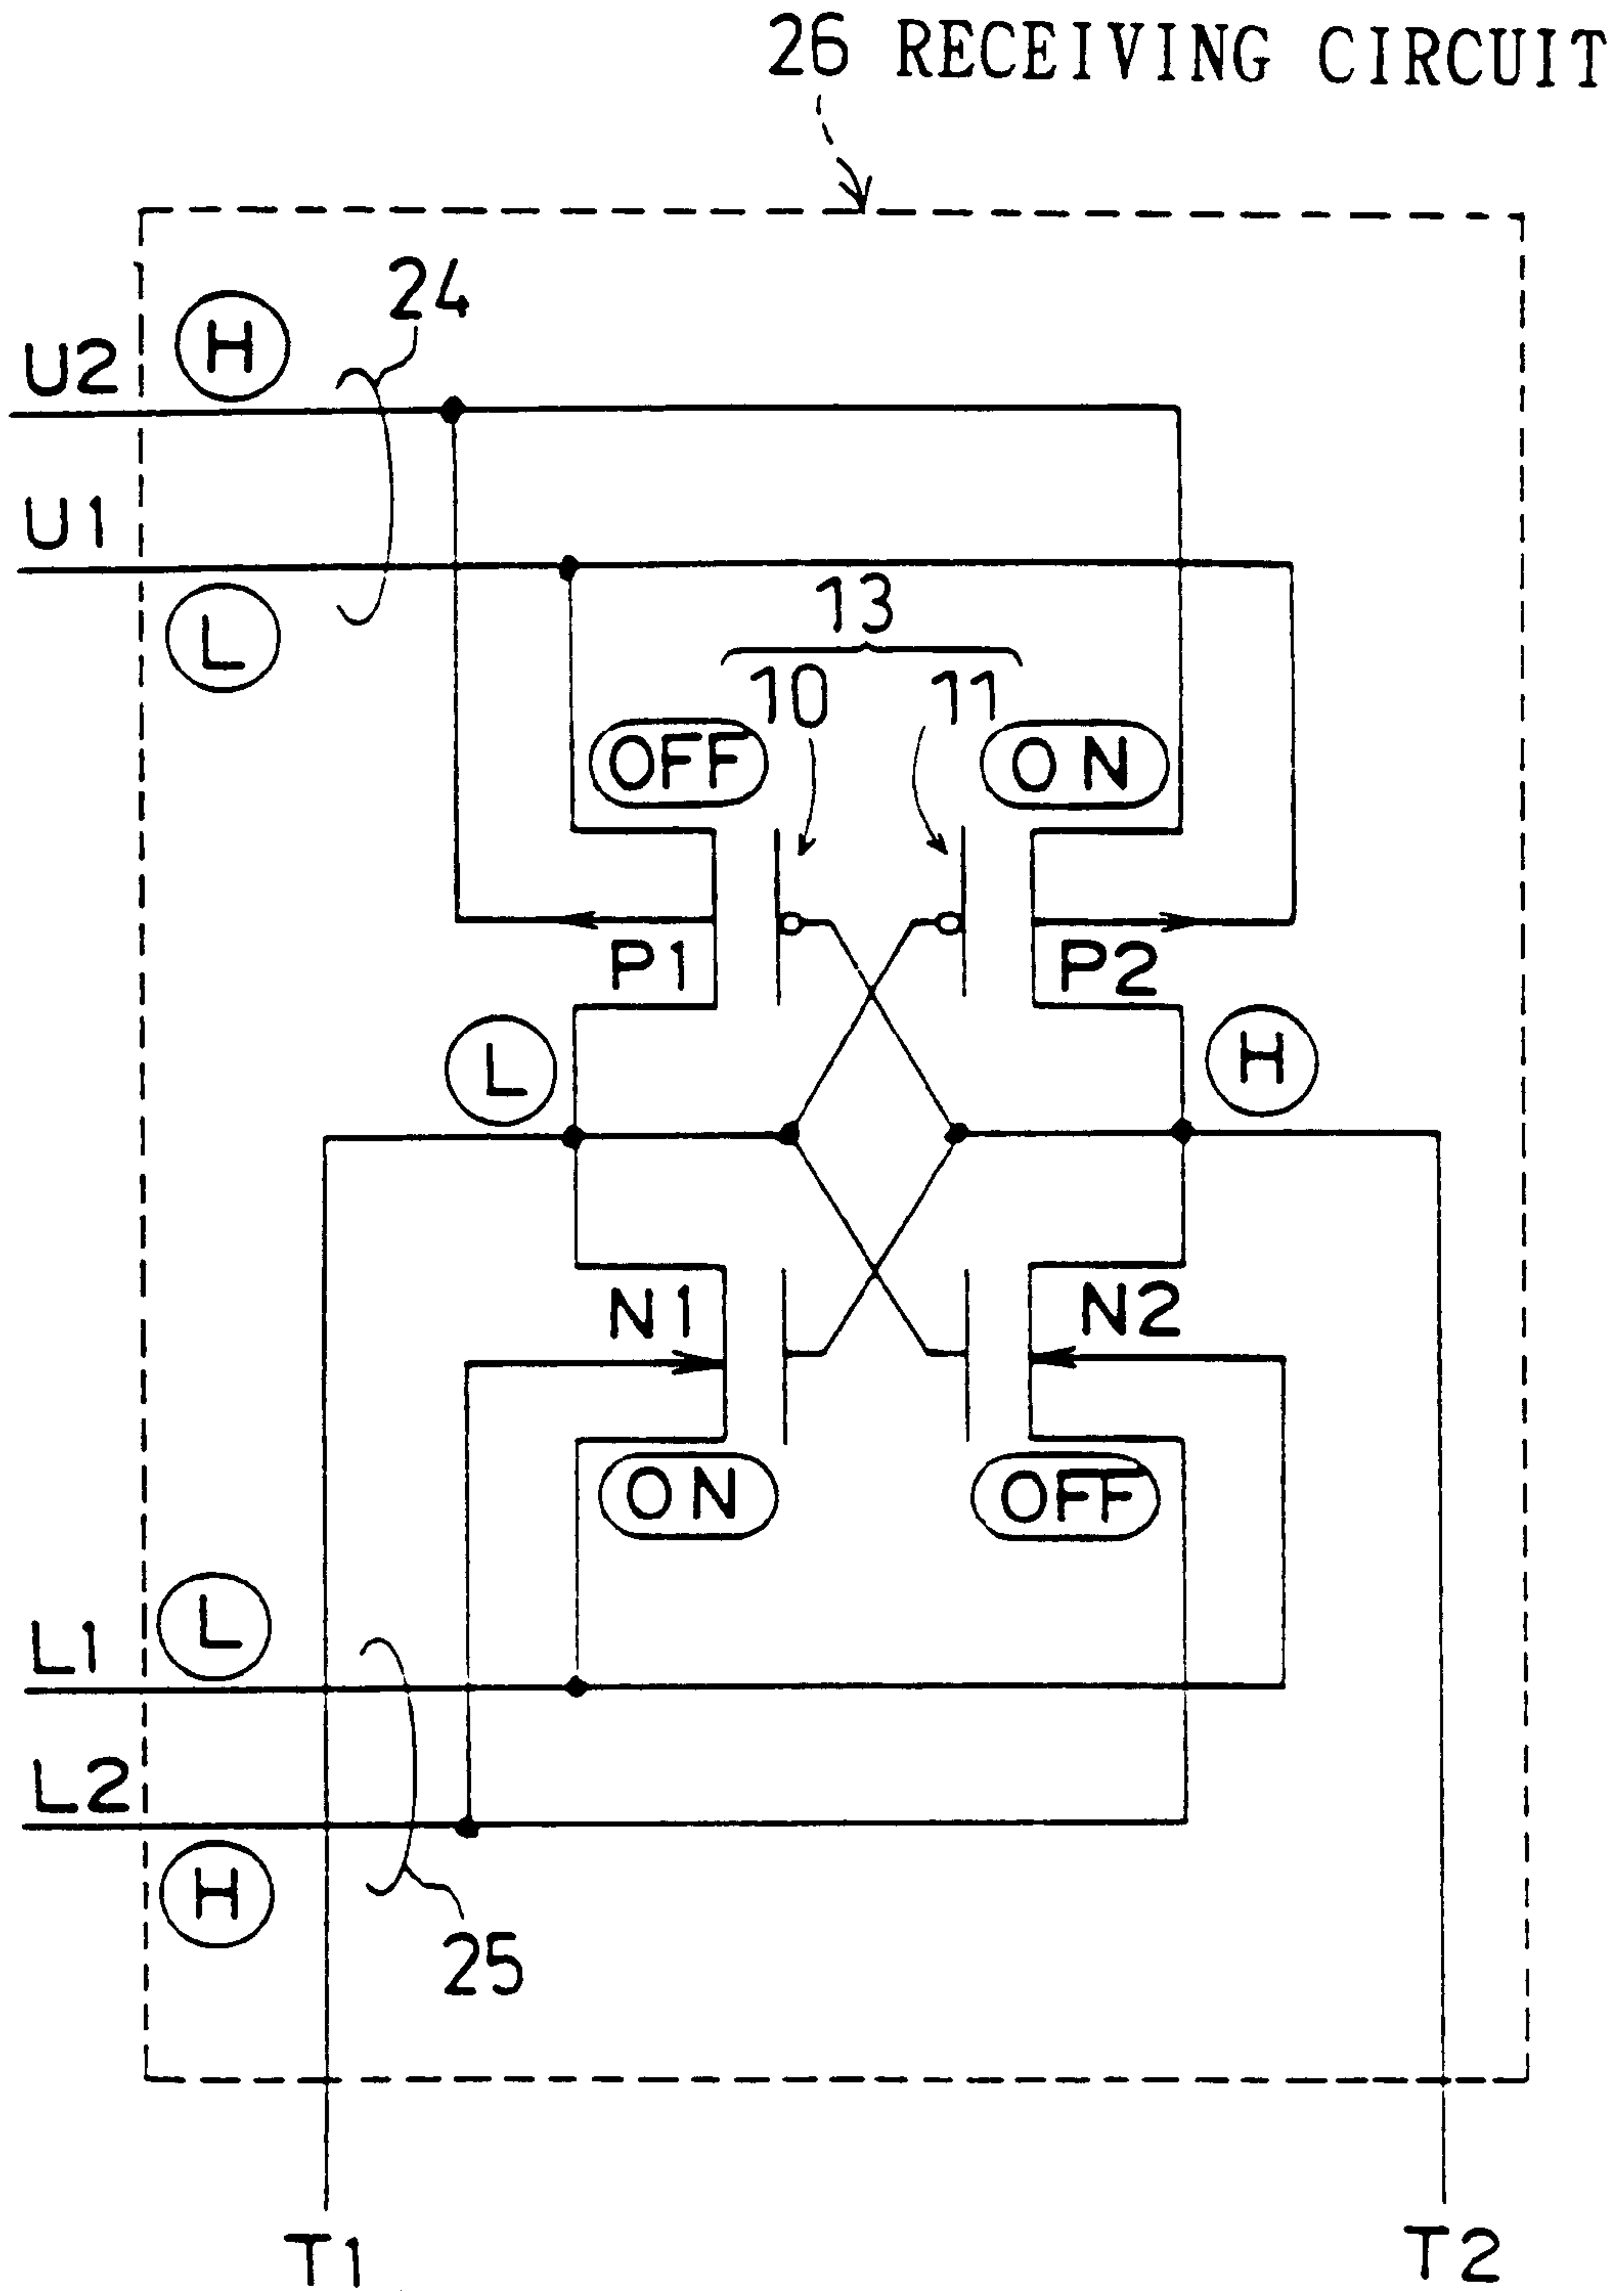 26 RECEIVING CIRCUIT
24
U2
H
U1
L
13
10
11
OFF
ON
P1
P2
L
H
N1
N2
ON
OFF
L1
L
L2
H
25
T1
T2